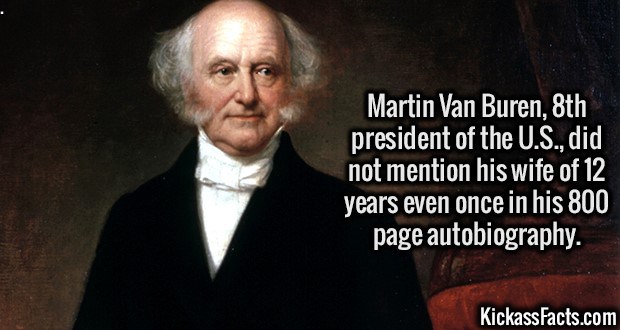 Martin Van Buren, 8th
president of the U.S., did
not mention his wife of 12
years even once in his 800
page autobiography.
KickassFacts.com